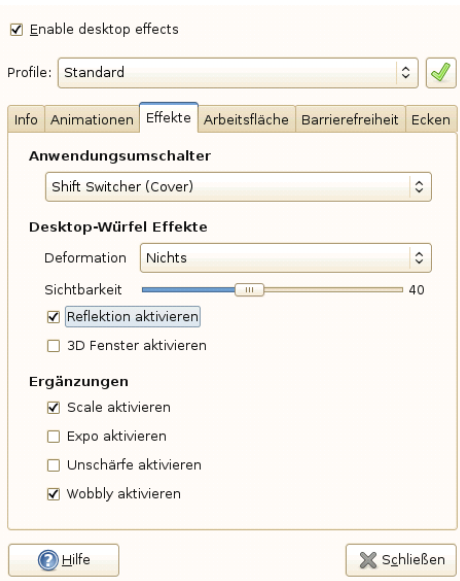 Enable desktop effects
Profile: Standard
Info Animationen Effekte Arbeitsfläche Barrierefreiheit Ecken
Anwendungsumschalter
Shift Switcher (Cover)
Desktop-Würfel Effekte
Deformation Nichts
Sichtbarkeit 40
Reflektion aktivieren
3D Fenster aktivieren
Ergänzungen
Scale aktivieren
Expo aktivieren
Unschärfe aktivieren
Wobbly aktivieren
Hilfe Schließen